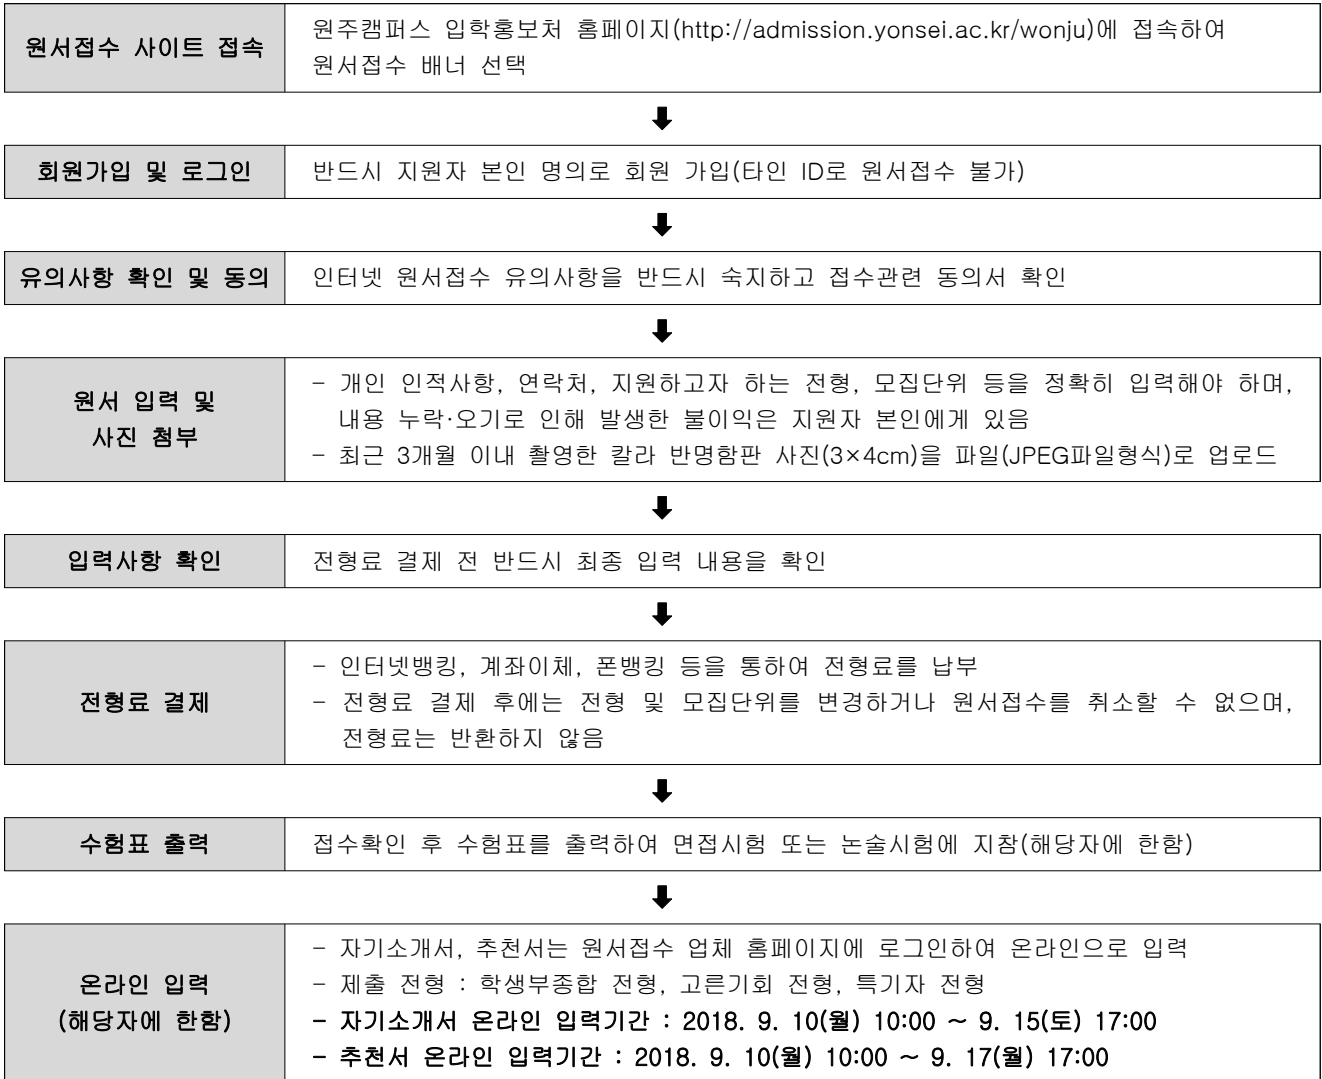 원서접수 사이트 접속
원주캠퍼스 입학홍보처 홈페이지(http://admission.yonsei.ac.kr/wonju)에 접속하여
원서접수 배너 선택
회원가입 및 로그인
반드시 지원자 본인 명의로 회원 가입(타인 ID로 원서접수 불가)
유의사항 확인 및 동의
인터넷 원서접수 유의사항을 반드시 숙지하고 접수관련 동의서 확인
원서 입력 및
사진 첨부
- 개인 인적사항, 연락처, 지원하고자 하는 전형, 모집단위 등을 정확히 입력해야 하며,
내용 누락·오기로 인해 발생한 불이익은 지원자 본인에게 있음
- 최근 3개월 이내 촬영한 칼라 반명함판 사진(3×4cm)을 파일(JPEG파일형식)로 업로드
입력사항 확인
전형료 결제 전 반드시 최종 입력 내용을 확인
전형료 결제
- 인터넷뱅킹, 계좌이체, 폰뱅킹 등을 통하여 전형료를 납부
- 전형료 결제 후에는 전형 및 모집단위를 변경하거나 원서접수를 취소할 수 없으며,
전형료는 반환하지 않음
수험표 출력
접수확인 후 수험표를 출력하여 면접시험 또는 논술시험에 지참(해당자에 한함)
온라인 입력
(해당자에 한함)
- 자기소개서, 추천서는 원서접수 업체 홈페이지에 로그인하여 온라인으로 입력
- 제출 전형 : 학생부종합 전형, 고른기회 전형, 특기자 전형
- 자기소개서 온라인 입력기간 : 2018. 9. 10(월) 10:00 ~ 9. 15(토) 17:00
- 추천서 온라인 입력기간 : 2018. 9. 10(월) 10:00 ~ 9. 17(월) 17:00